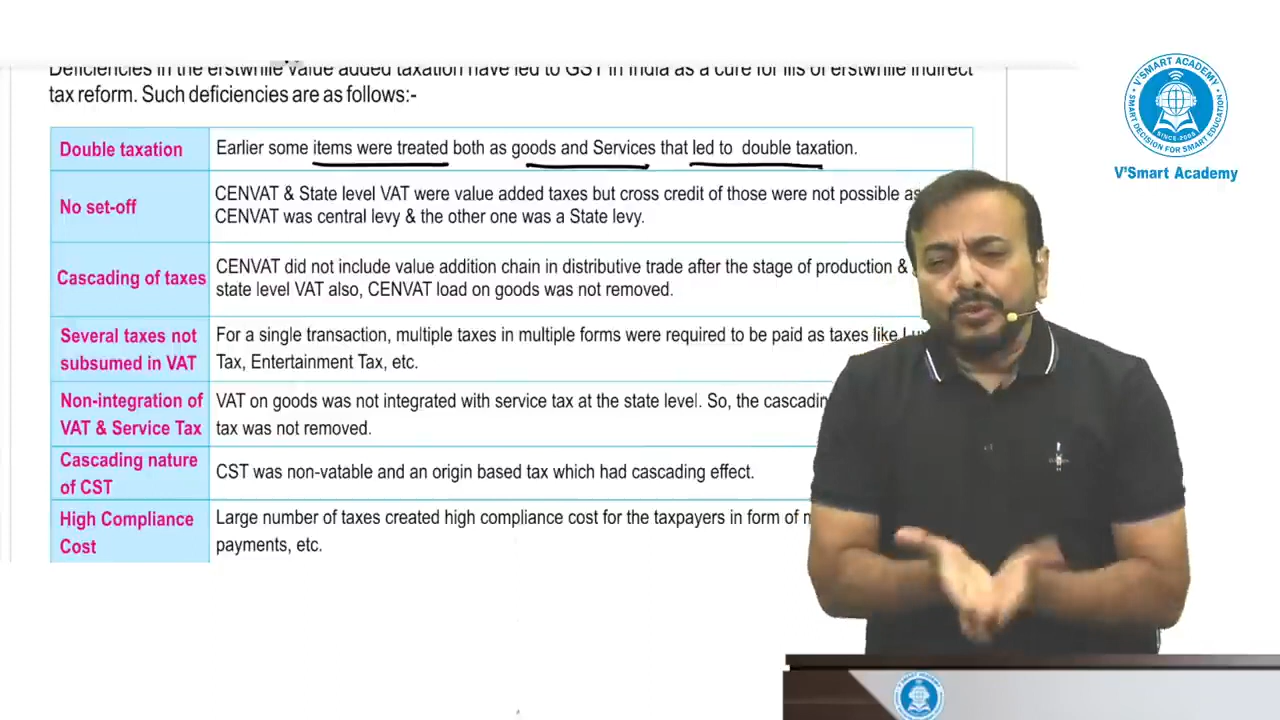 Deficiencies in the erstwhile value added taxation have led to GST in India as a cure for ills of erstwhile indirect
tax reform. Such deficiencies are as follows:-
Double taxation
Earlier some items were treated both as goods and Services that led to double taxation.
No set-off
CENVAT & State level VAT were value added taxes but cross credit of those were not possible as
CENVAT was central levy & the other one was a State levy.
Cascading of taxes
CENVAT did not include value addition chain in distributive trade after the stage of production &
state level VAT also, CENVAT load on goods was not removed.
Several taxes not
subsumed in VAT
For a single transaction, multiple taxes in multiple forms were required to be paid as taxes like
Tax, Entertainment Tax, etc.
Non-integration of
VAT & Service Tax
VAT on goods was not integrated with service tax at the state level. So, the
tax was not removed.
Cascading nature
of CST
CST was non-vatable and an origin based tax which had cascading effect.
High Compliance
Cost
Large number of taxes created high compliance cost for the taxpayers in form of
payments, etc.
V'SMART ACADEMY
SMART DECISION FOR SMART EDUCATION
SINCE-2005
V'Smart Academy